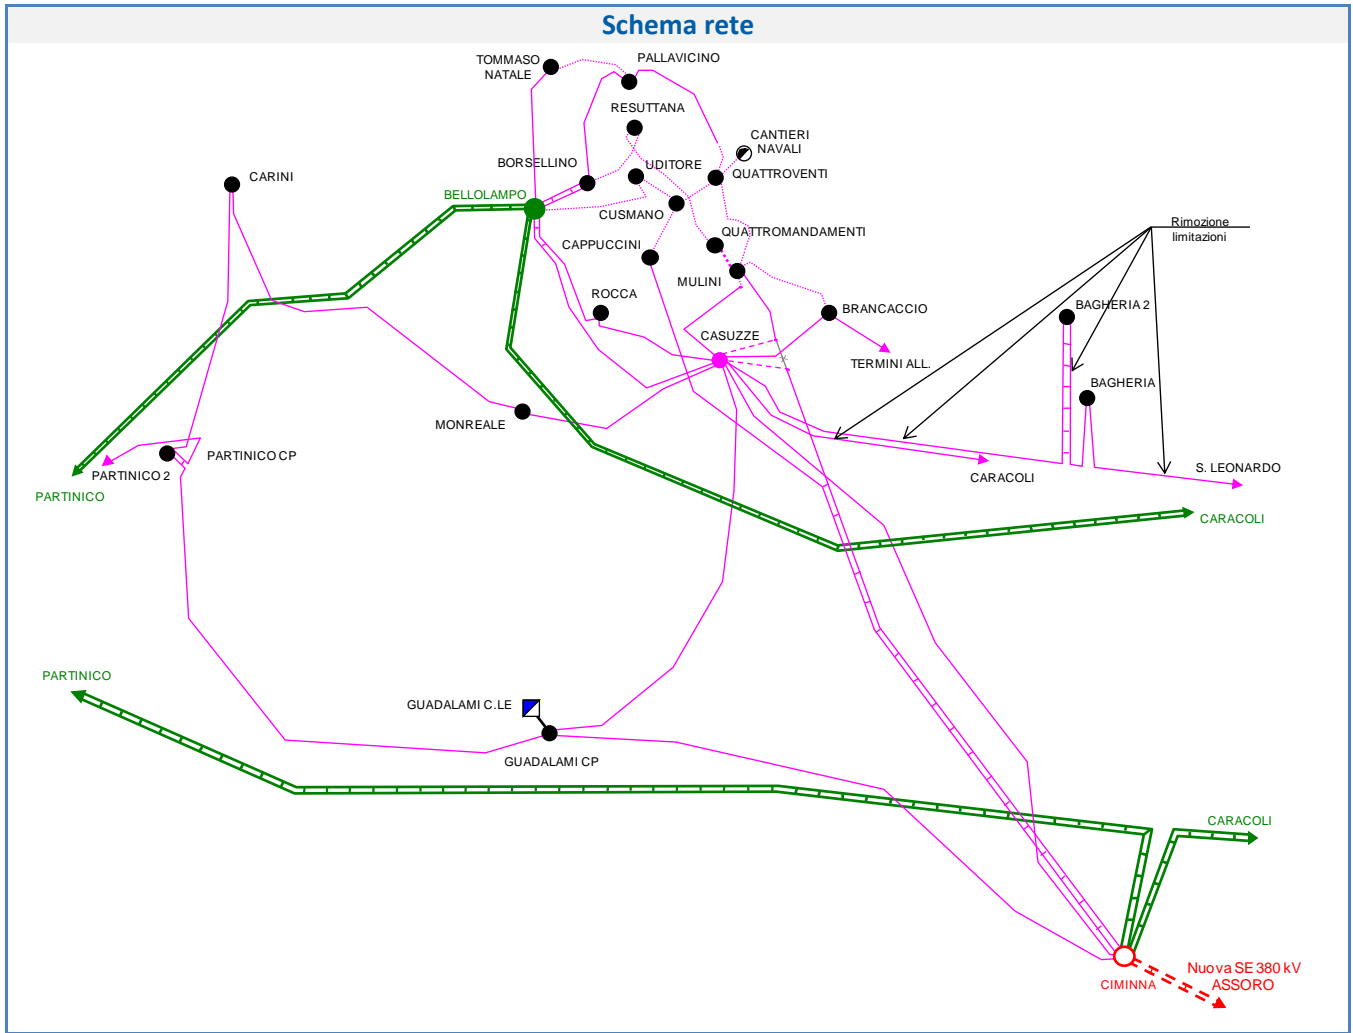 Schema rete
TOMMASO
NATALE
PALLAVICINO
RESUTTANA
CANTIERI
NAVALI
BORSELLINO
UDITORE
CARINI
QUATTROVENTI
BELLOLAMPO
CUSMANO
Rimozione
limitazioni
QUATTROMANDAMENTI
CAPPUCCINI
MULINI
ROCCA
BRANCACCIO
BAGHERIA 2
CASUZZE
TERMINI ALL.
BAGHERIA
MONREALE
PARTINICO CP
PARTINICO 2
S. LEONARDO
CARACOLI
PARTINICO
CARACOLI
PARTINICO
GUADALAMI C.LE
GUADALAMI CP
CARACOLI
CIMINNA
Nuova SE 380 kV
ASSORO